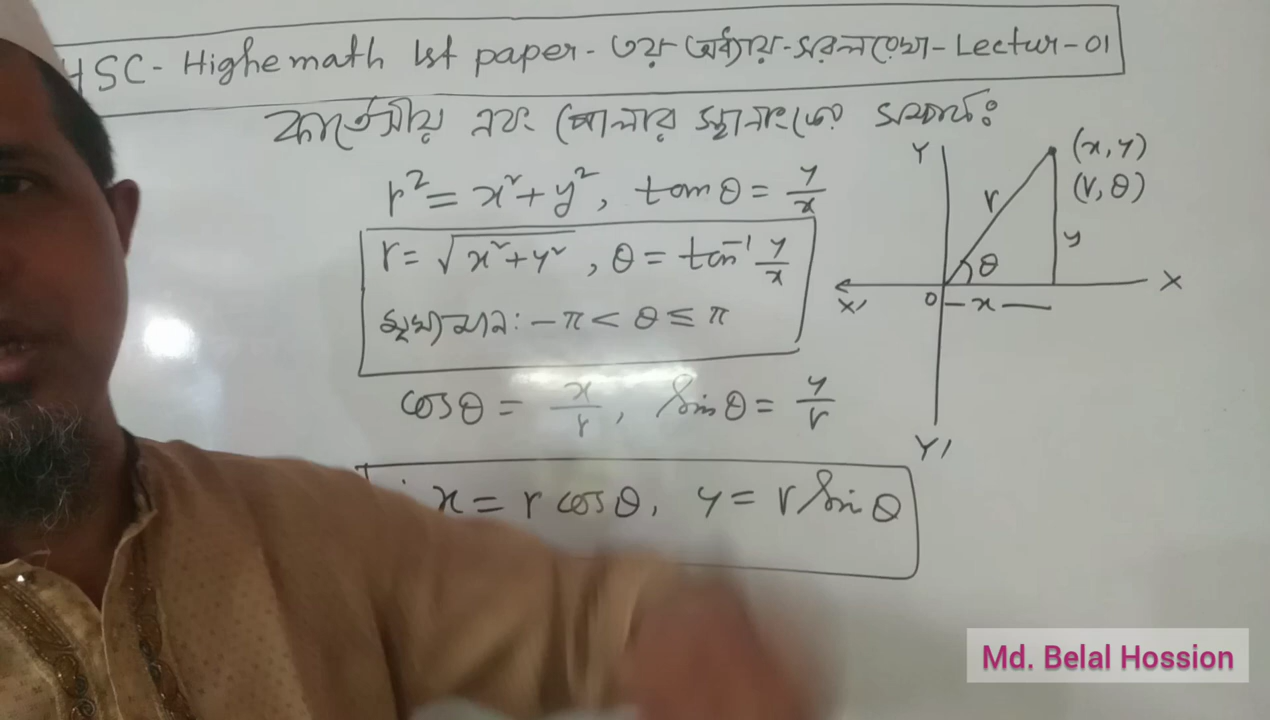 HSC - Highe math 1st paper - ৩য় অধ্যায় - সরলরেখা - Lectur - 01
কার্তেসীয় এবং পোলার স্থানাংকের সম্পর্কঃ
r² = x² + y², tan θ = y/x
r = √(x² + y²), θ = tan⁻¹ y/x
মুখ্যমান: -π < θ ≤ π
cos θ = x/r, sin θ = y/r
x = r cos θ, y = r sin θ
Y
(x, y)
(r, θ)
r
y
θ
X
X'
O
x
Y'
Md. Belal Hossion